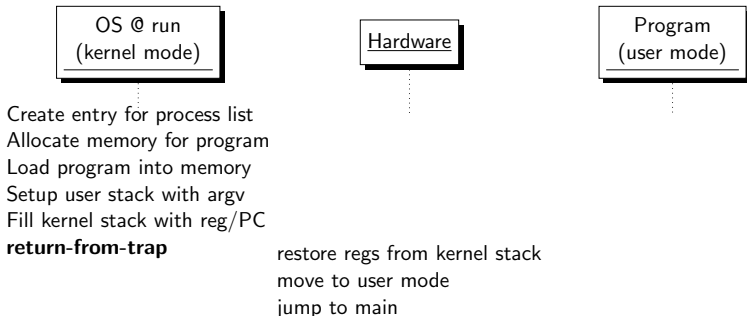 OS @ run
(kernel mode)
Hardware
Program
(user mode)
Create entry for process list
Allocate memory for program
Load program into memory
Setup user stack with argv
Fill kernel stack with reg/PC
return-from-trap
restore regs from kernel stack
move to user mode
jump to main